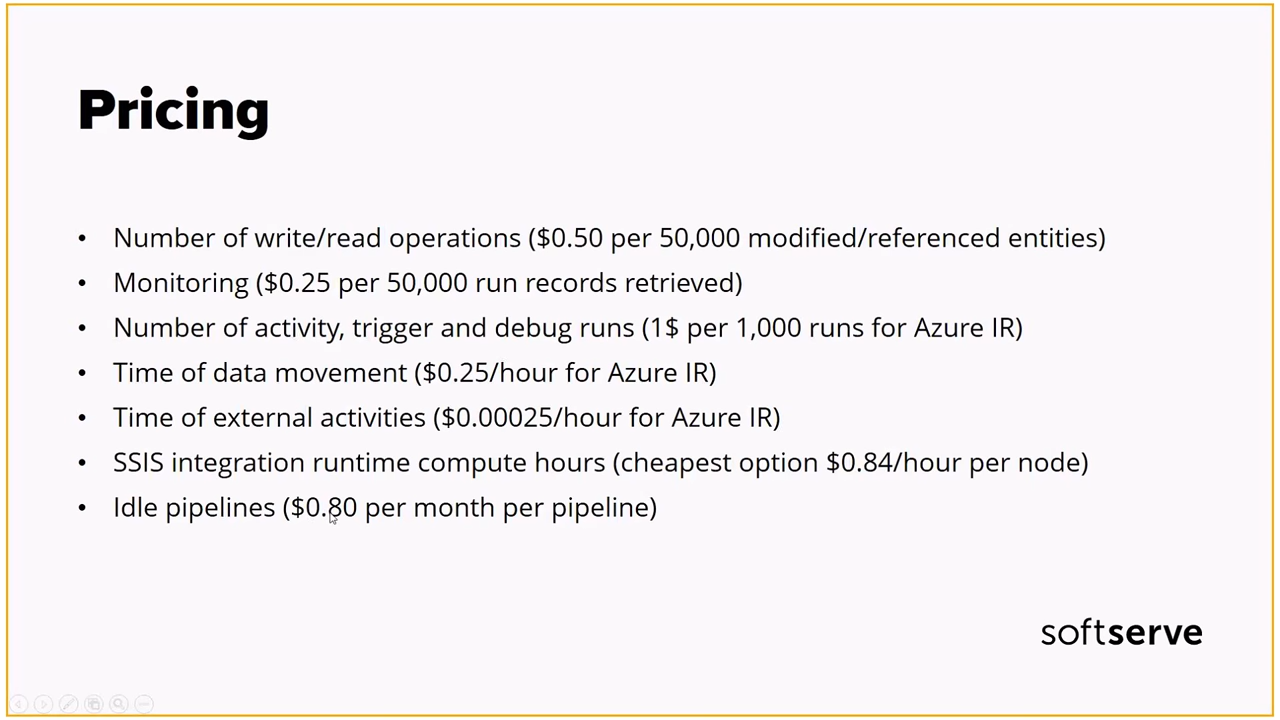 Pricing
• Number of write/read operations ($0.50 per 50,000 modified/referenced entities)
• Monitoring ($0.25 per 50,000 run records retrieved)
• Number of activity, trigger and debug runs (1$ per 1,000 runs for Azure IR)
• Time of data movement ($0.25/hour for Azure IR)
• Time of external activities ($0.00025/hour for Azure IR)
• SSIS integration runtime compute hours (cheapest option $0.84/hour per node)
• Idle pipelines ($0.80 per month per pipeline)
softserve